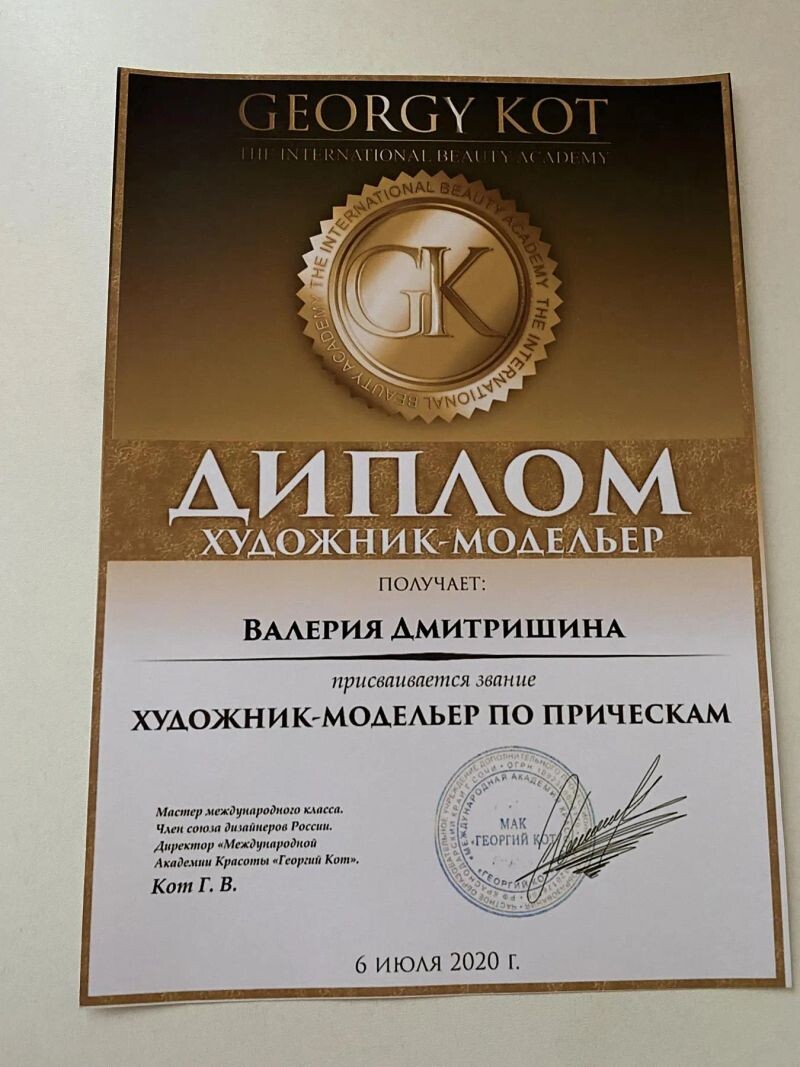 GEORGY KOT
THE INTERNATIONAL BEAUTY ACADEMY
THE INTERNATIONAL BEAUTY ACADEMY THE INTERNATIONAL BEAUTY ACADEMY
GK
ДИПЛОМ
ХУДОЖНИК-МОДЕЛЬЕР
ПОЛУЧАЕТ:
ВАЛЕРИЯ ДМИТРИШИНА
присваивается звание
ХУДОЖНИК-МОДЕЛЬЕР ПО ПРИЧЕСКАМ
Мастер международного класса.
Член союза дизайнеров России.
Директор «Международной
Академии Красоты «Георгий Кот».
Кот Г. В.
МАК
ГЕОРГИЙ КОТ
6 ИЮЛЯ 2020 г.